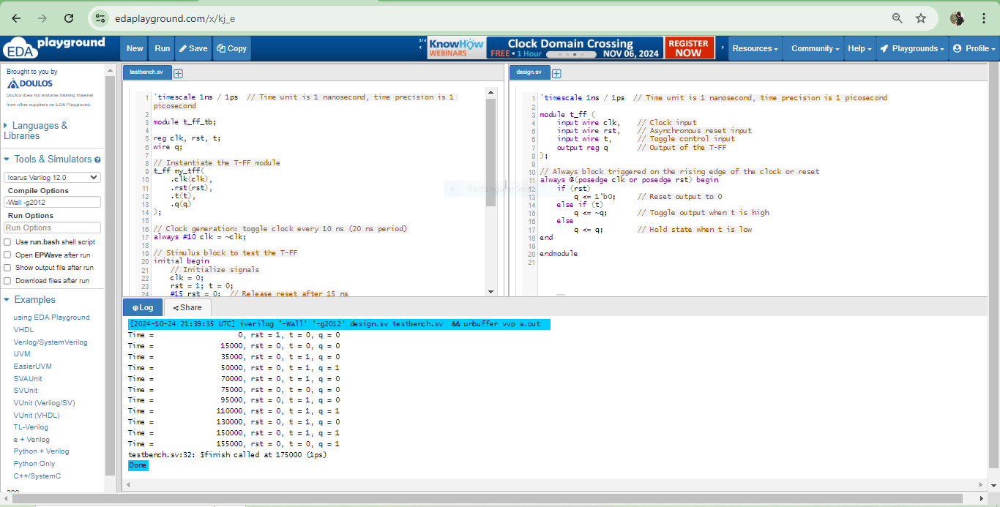 edaplayground.com/x/kj_e
EDA playground
New
Run
Save
Copy
3/4
KnowHow
WEBINARS
Clock Domain Crossing
FREE • 1 Hour
NOV 06, 2024
REGISTER
NOW
Resources
Community
Help
Playgrounds
Profile
Brought to you by
DOULOS
Doulos does not endorse training material
from other suppliers on EDA Playground.
Languages &
Libraries
Tools & Simulators
Icarus Verilog 12.0
Compile Options
-Wall -g2012
Run Options
Run Options
Use run.bash shell script
Open EPWave after run
Show output file after run
Download files after run
Examples
using EDA Playground
VHDL
Verilog/SystemVerilog
UVM
EasierUVM
SVAUnit
SVUnit
VUnit (Verilog/SV)
VUnit (VHDL)
TL-Verilog
e + Verilog
Python + Verilog
Python Only
C++/SystemC
testbench.sv
1 `timescale 1ns / 1ps  // Time unit is 1 nanosecond, time precision is 1
picosecond
2
3 module t_ff_tb;
4
5 reg clk, rst, t;
6 wire q;
7
8 // Instantiate the T-FF module
9 t_ff my_tff(
10     .clk(clk),
11     .rst(rst),
12     .t(t),
13     .q(q)
14 );
15
16 // Clock generation: toggle clock every 10 ns (20 ns period)
17 always #10 clk = ~clk;
18
19 // Stimulus block to test the T-FF
20 initial begin
21     // Initialize signals
22     clk = 0;
23     rst = 1; t = 0;
24     #15 rst = 0;  // Release reset after 15 ns
design.sv
1 `timescale 1ns / 1ps  // Time unit is 1 nanosecond, time precision is 1 picosecond
2
3 module t_ff (
4     input wire clk,    // Clock input
5     input wire rst,    // Asynchronous reset input
6     input wire t,      // Toggle control input
7     output reg q       // Output of the T-FF
8 );
9
10 // Always block triggered on the rising edge of the clock or reset
11 always @(posedge clk or posedge rst) begin
12     if (rst)
13         q <= 1'b0;     // Reset output to 0
14     else if (t)
15         q <= ~q;       // Toggle output when t is high
16     else
17         q <= q;        // Hold state when t is low
18 end
19
20 endmodule
21
Log
Share
[2024-10-24 21:39:35 UTC] iverilog '-Wall' '-g2012' design.sv testbench.sv  && unbuffer vvp a.out
Time =                    0, rst = 1, t = 0, q = 0
Time =                15000, rst = 0, t = 0, q = 0
Time =                35000, rst = 0, t = 1, q = 0
Time =                50000, rst = 0, t = 1, q = 1
Time =                70000, rst = 0, t = 1, q = 0
Time =                75000, rst = 0, t = 0, q = 0
Time =                95000, rst = 0, t = 1, q = 0
Time =               110000, rst = 0, t = 1, q = 1
Time =               130000, rst = 0, t = 1, q = 0
Time =               150000, rst = 0, t = 1, q = 1
Time =               155000, rst = 0, t = 0, q = 1
testbench.sv:32: $finish called at 175000 (1ps)
Done